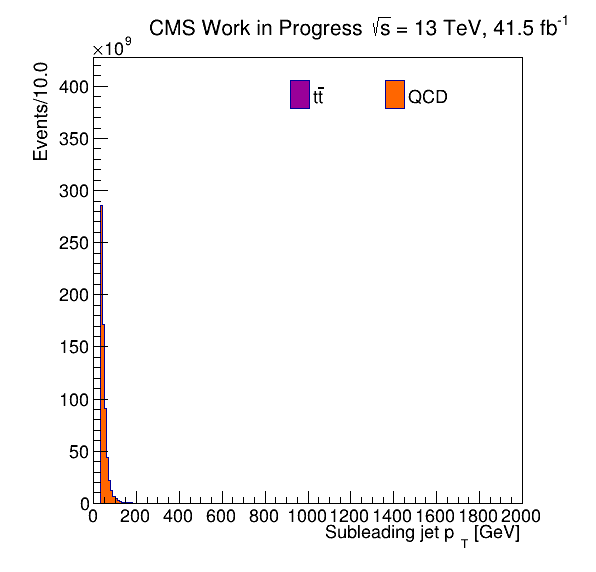 CMS Work in Progress √s = 13 TeV, 41.5 fb⁻¹
×10⁹
Events/10.0
400
350
300
250
200
150
100
50
0
tt̄
QCD
0 200 400 600 800 1000 1200 1400 1600 1800 2000
Subleading jet p_T [GeV]